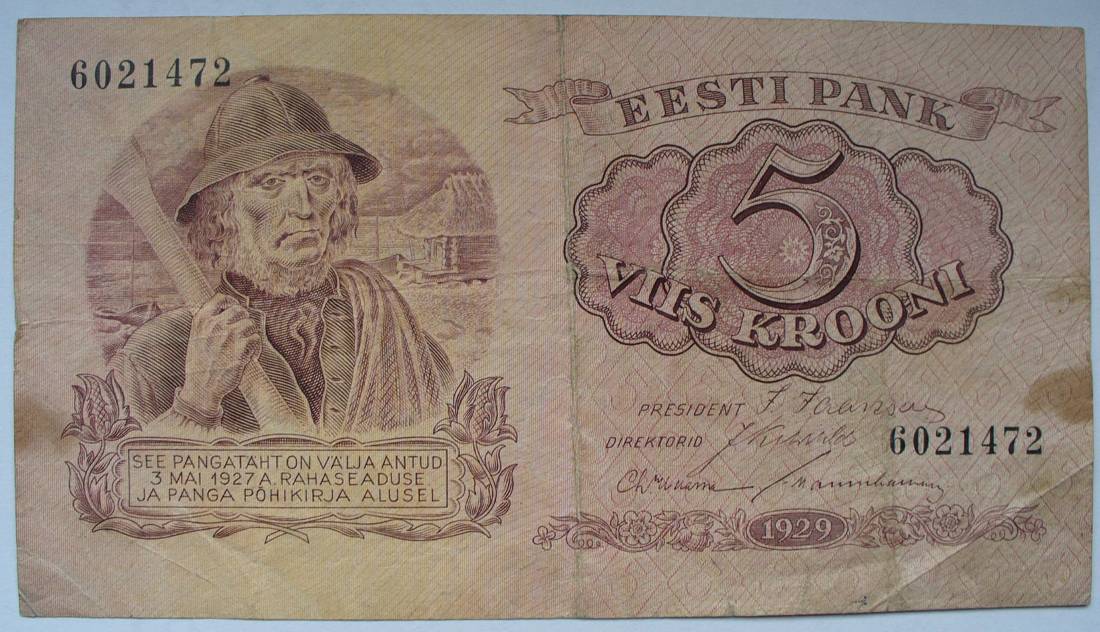 6021472
EESTI PANK
5
VIIS KROONI
PRESIDENT
DIREKTORID
6021472
SEE PANGATÄHT ON VÄLJA ANTUD
3 MAI 1927 A. RAHASEADUSE
JA PANGA PÕHIKIRJA ALUSEL
1929